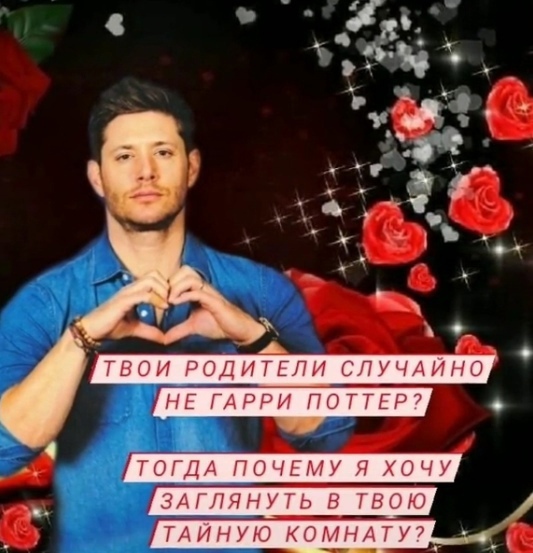 ТВОИ РОДИТЕЛИ СЛУЧАЙНО
НЕ ГАРРИ ПОТТЕР?
ТОГДА ПОЧЕМУ Я ХОЧУ
ЗАГЛЯНУТЬ В ТВОЮ
ТАЙНУЮ КОМНАТУ?